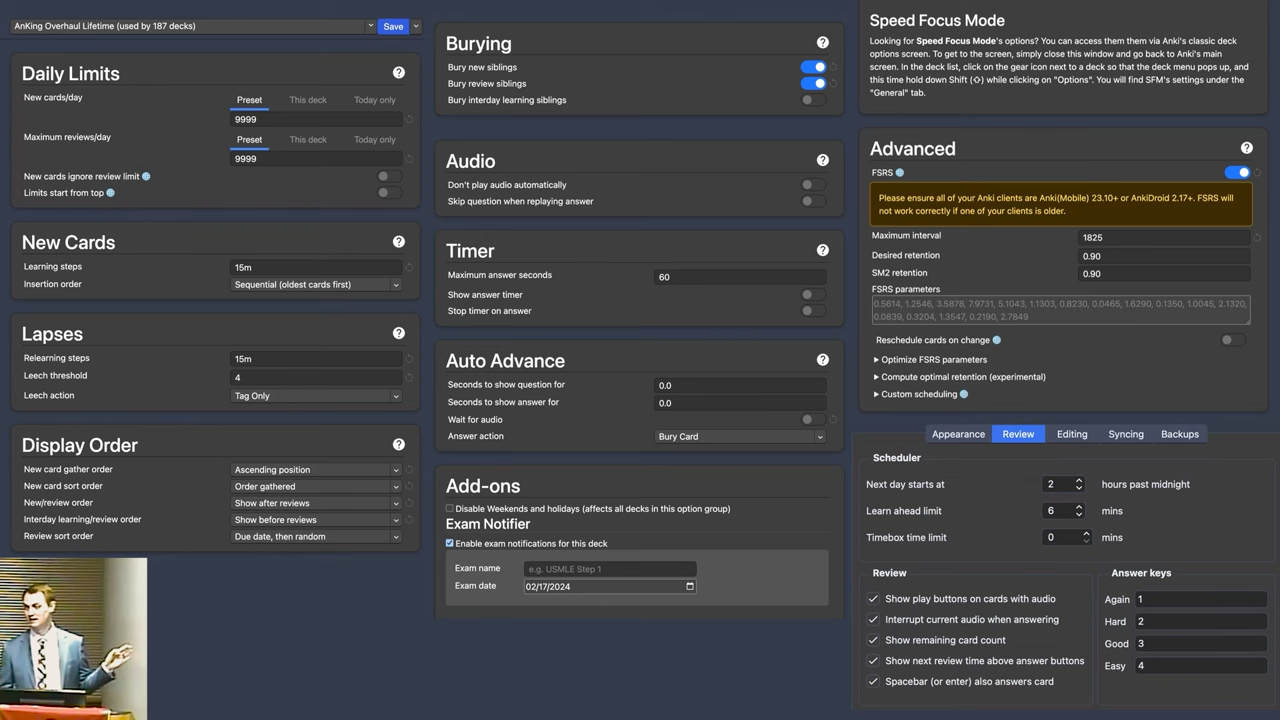 AnKing Overhaul Lifetime (used by 187 decks)
Save
Daily Limits
New cards/day
Preset This deck Today only
9999
Maximum reviews/day
Preset This deck Today only
9999
New cards ignore review limit
Limits start from top
New Cards
Learning steps 15m
Insertion order Sequential (oldest cards first)
Lapses
Relearning steps 15m
Leech threshold 4
Leech action Tag Only
Display Order
New card gather order Ascending position
New card sort order Order gathered
New/review order Show after reviews
Interday learning/review order Show before reviews
Review sort order Due date, then random
Burying
Bury new siblings
Bury review siblings
Bury interday learning siblings
Audio
Don't play audio automatically
Skip question when replaying answer
Timer
Maximum answer seconds 60
Show answer timer
Stop timer on answer
Auto Advance
Seconds to show question for 0.0
Seconds to show answer for 0.0
Wait for audio
Answer action Bury Card
Add-ons
Disable Weekends and holidays (affects all decks in this option group)
Exam Notifier
Enable exam notifications for this deck
Exam name e.g. USMLE Step 1
Exam date 02/17/2024
Speed Focus Mode
Looking for Speed Focus Mode's options? You can access them them via Anki's classic deck
options screen. To get to the screen, simply close this window and go back to Anki's main
screen. In the deck list, click on the gear icon next to a deck so that the deck menu pops up, and
this time hold down Shift (⇧) while clicking on "Options". You will find SFM's settings under the
"General" tab.
Advanced
FSRS
Please ensure all of your Anki clients are Anki(Mobile) 23.10+ or AnkiDroid 2.17+. FSRS will
not work correctly if one of your clients is older.
Maximum interval 1825
Desired retention 0.90
SM2 retention 0.90
FSRS parameters
0.5614, 1.2546, 3.5878, 7.9731, 5.1043, 1.1303, 0.8230, 0.0465, 1.6290, 0.1350, 1.0045, 2.1320,
0.0839, 0.3204, 1.3547, 0.2190, 2.7849
Reschedule cards on change
Optimize FSRS parameters
Compute optimal retention (experimental)
Custom scheduling
Appearance Review Editing Syncing Backups
Scheduler
Next day starts at 2 hours past midnight
Learn ahead limit 6 mins
Timebox time limit 0 mins
Review
Show play buttons on cards with audio
Interrupt current audio when answering
Show remaining card count
Show next review time above answer buttons
Spacebar (or enter) also answers card
Answer keys
Again 1
Hard 2
Good 3
Easy 4